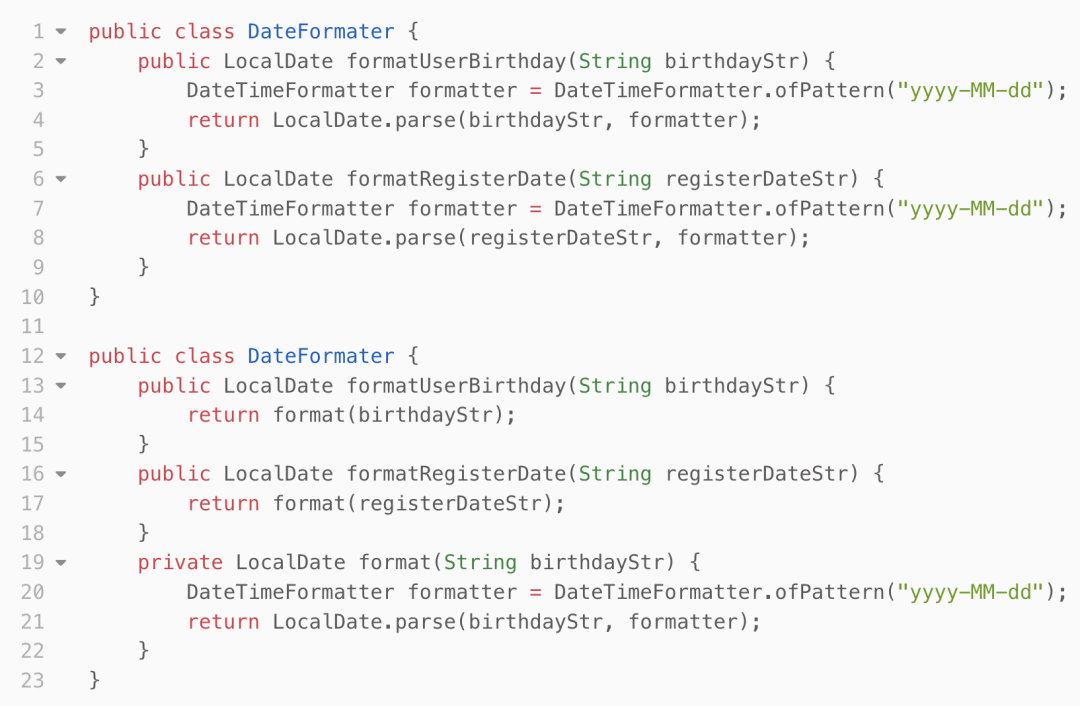 1 public class DateFormater {
2 public LocalDate formatUserBirthday(String birthdayStr) {
3 DateTimeFormatter formatter = DateTimeFormatter.ofPattern("yyyy-MM-dd");
4 return LocalDate.parse(birthdayStr, formatter);
5 }
6 public LocalDate formatRegisterDate(String registerDateStr) {
7 DateTimeFormatter formatter = DateTimeFormatter.ofPattern("yyyy-MM-dd");
8 return LocalDate.parse(registerDateStr, formatter);
9 }
10 }
11
12 public class DateFormater {
13 public LocalDate formatUserBirthday(String birthdayStr) {
14 return format(birthdayStr);
15 }
16 public LocalDate formatRegisterDate(String registerDateStr) {
17 return format(registerDateStr);
18 }
19 private LocalDate format(String birthdayStr) {
20 DateTimeFormatter formatter = DateTimeFormatter.ofPattern("yyyy-MM-dd");
21 return LocalDate.parse(birthdayStr, formatter);
22 }
23 }